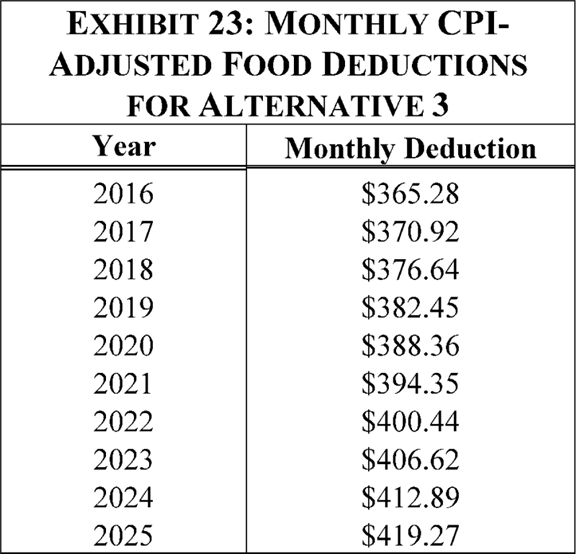 EXHIBIT 23: MONTHLY CPI-
ADJUSTED FOOD DEDUCTIONS
FOR ALTERNATIVE 3
Year Monthly Deduction
2016 $365.28
2017 $370.92
2018 $376.64
2019 $382.45
2020 $388.36
2021 $394.35
2022 $400.44
2023 $406.62
2024 $412.89
2025 $419.27